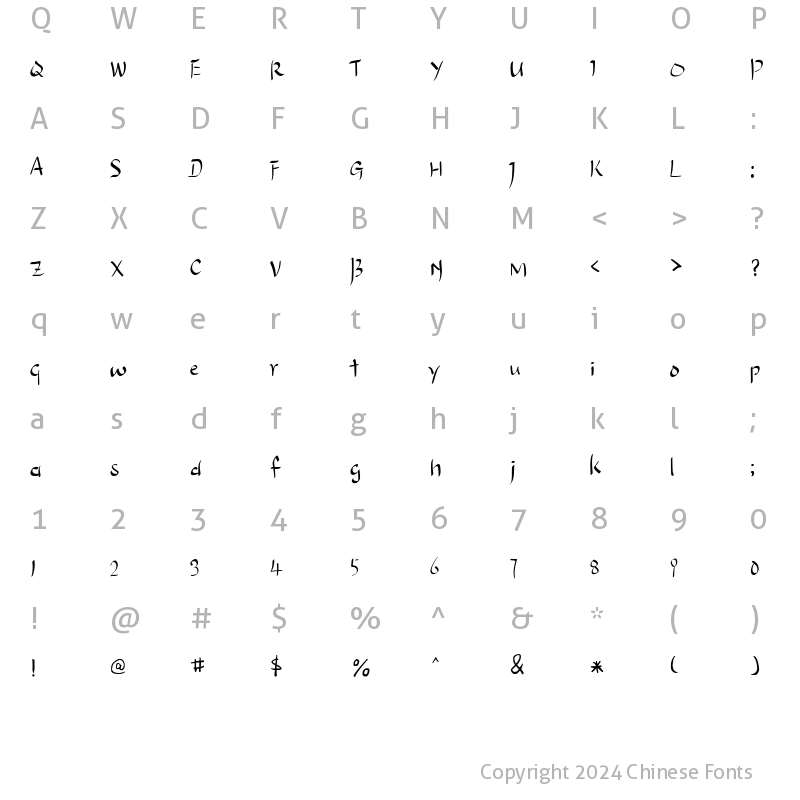 Q W E R T Y U I O P
Q W E R T Y U I O P
A S D F G H J K L :
A S D F G H J K L :
Z X C V B N M < > ?
Z X C V B N M < > ?
q w e r t y u i o p
q w e r t y u i o p
a s d f g h j k l ;
a s d f g h j k l ;
1 2 3 4 5 6 7 8 9 0
1 2 3 4 5 6 7 8 9 0
! @ # $ % ^ & * ( )
! @ # $ % ^ & * ( )
Copyright 2024 Chinese Fonts